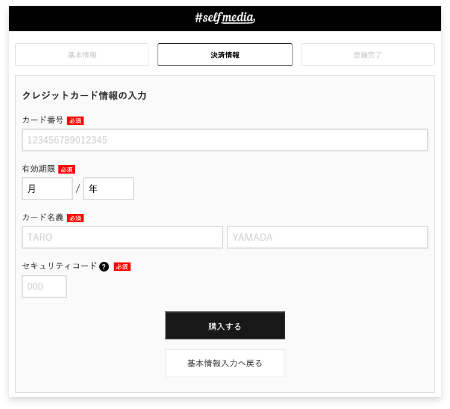 #selfmedia.
基本情報
決済情報
登録完了
クレジットカード情報の入力
カード番号 必須
123456789012345
有効期限 必須
月 / 年
カード名義 必須
TARO YAMADA
セキュリティコード ? 必須
000
購入する
基本情報入力へ戻る